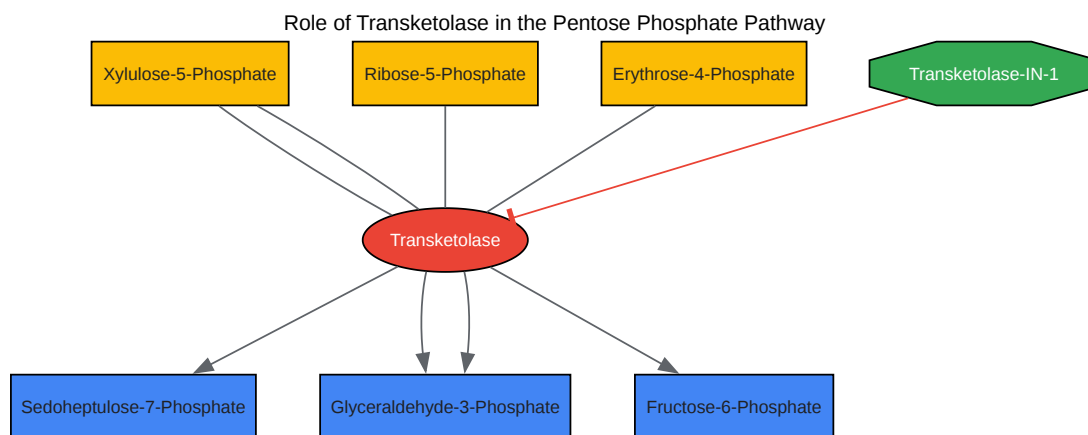 Role of Transketolase in the Pentose Phosphate Pathway
Xylulose-5-Phosphate
Ribose-5-Phosphate
Erythrose-4-Phosphate
Transketolase-IN-1
Transketolase
Sedoheptulose-7-Phosphate
Glyceraldehyde-3-Phosphate
Fructose-6-Phosphate